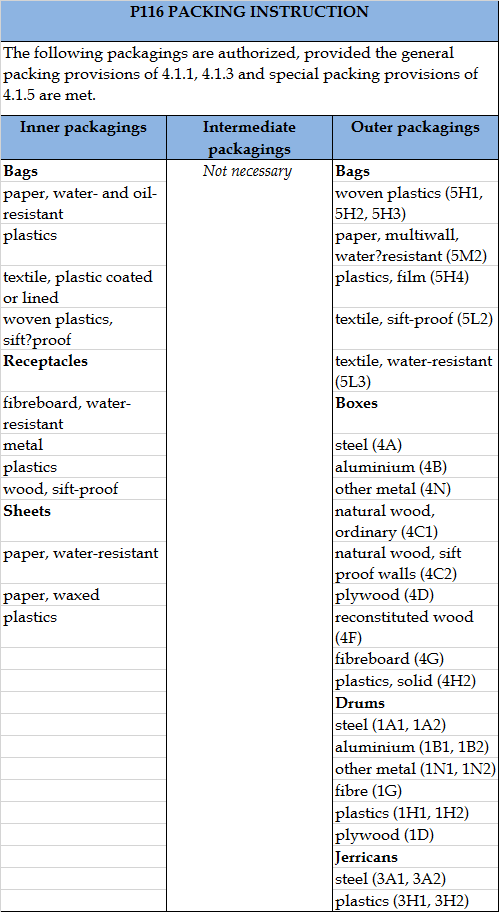 P116 PACKING INSTRUCTION
The following packagings are authorized, provided the general
packing provisions of 4.1.1, 4.1.3 and special packing provisions of
4.1.5 are met.
Inner packagings
Intermediate
packagings
Outer packagings
Bags
paper, water- and oil-
resistant
plastics
textile, plastic coated
or lined
woven plastics,
sift?proof
Receptacles
fibreboard, water-
resistant
metal
plastics
wood, sift-proof
Sheets
paper, water-resistant
paper, waxed
plastics
Not necessary
Bags
woven plastics (5H1,
5H2, 5H3)
paper, multiwall,
water?resistant (5M2)
plastics, film (5H4)
textile, sift-proof (5L2)
textile, water-resistant
(5L3)
Boxes
steel (4A)
aluminium (4B)
other metal (4N)
natural wood,
ordinary (4C1)
natural wood, sift
proof walls (4C2)
plywood (4D)
reconstituted wood
(4F)
fibreboard (4G)
plastics, solid (4H2)
Drums
steel (1A1, 1A2)
aluminium (1B1, 1B2)
other metal (1N1, 1N2)
fibre (1G)
plastics (1H1, 1H2)
plywood (1D)
Jerricans
steel (3A1, 3A2)
plastics (3H1, 3H2)